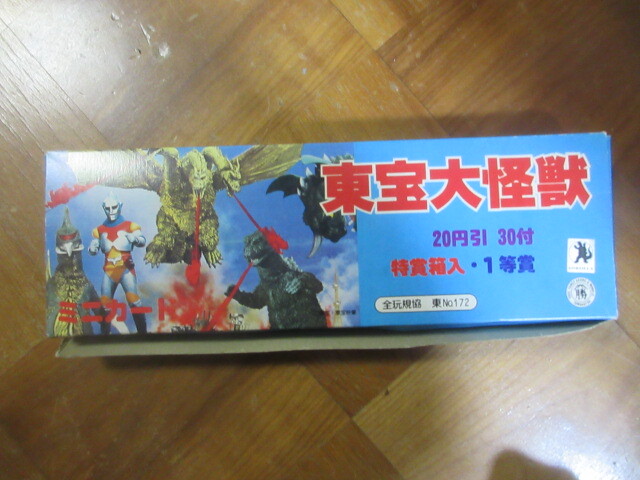 東宝大怪獣
20円引 30付
特賞箱入・1等賞
全玩規協 東No172
ミニカード